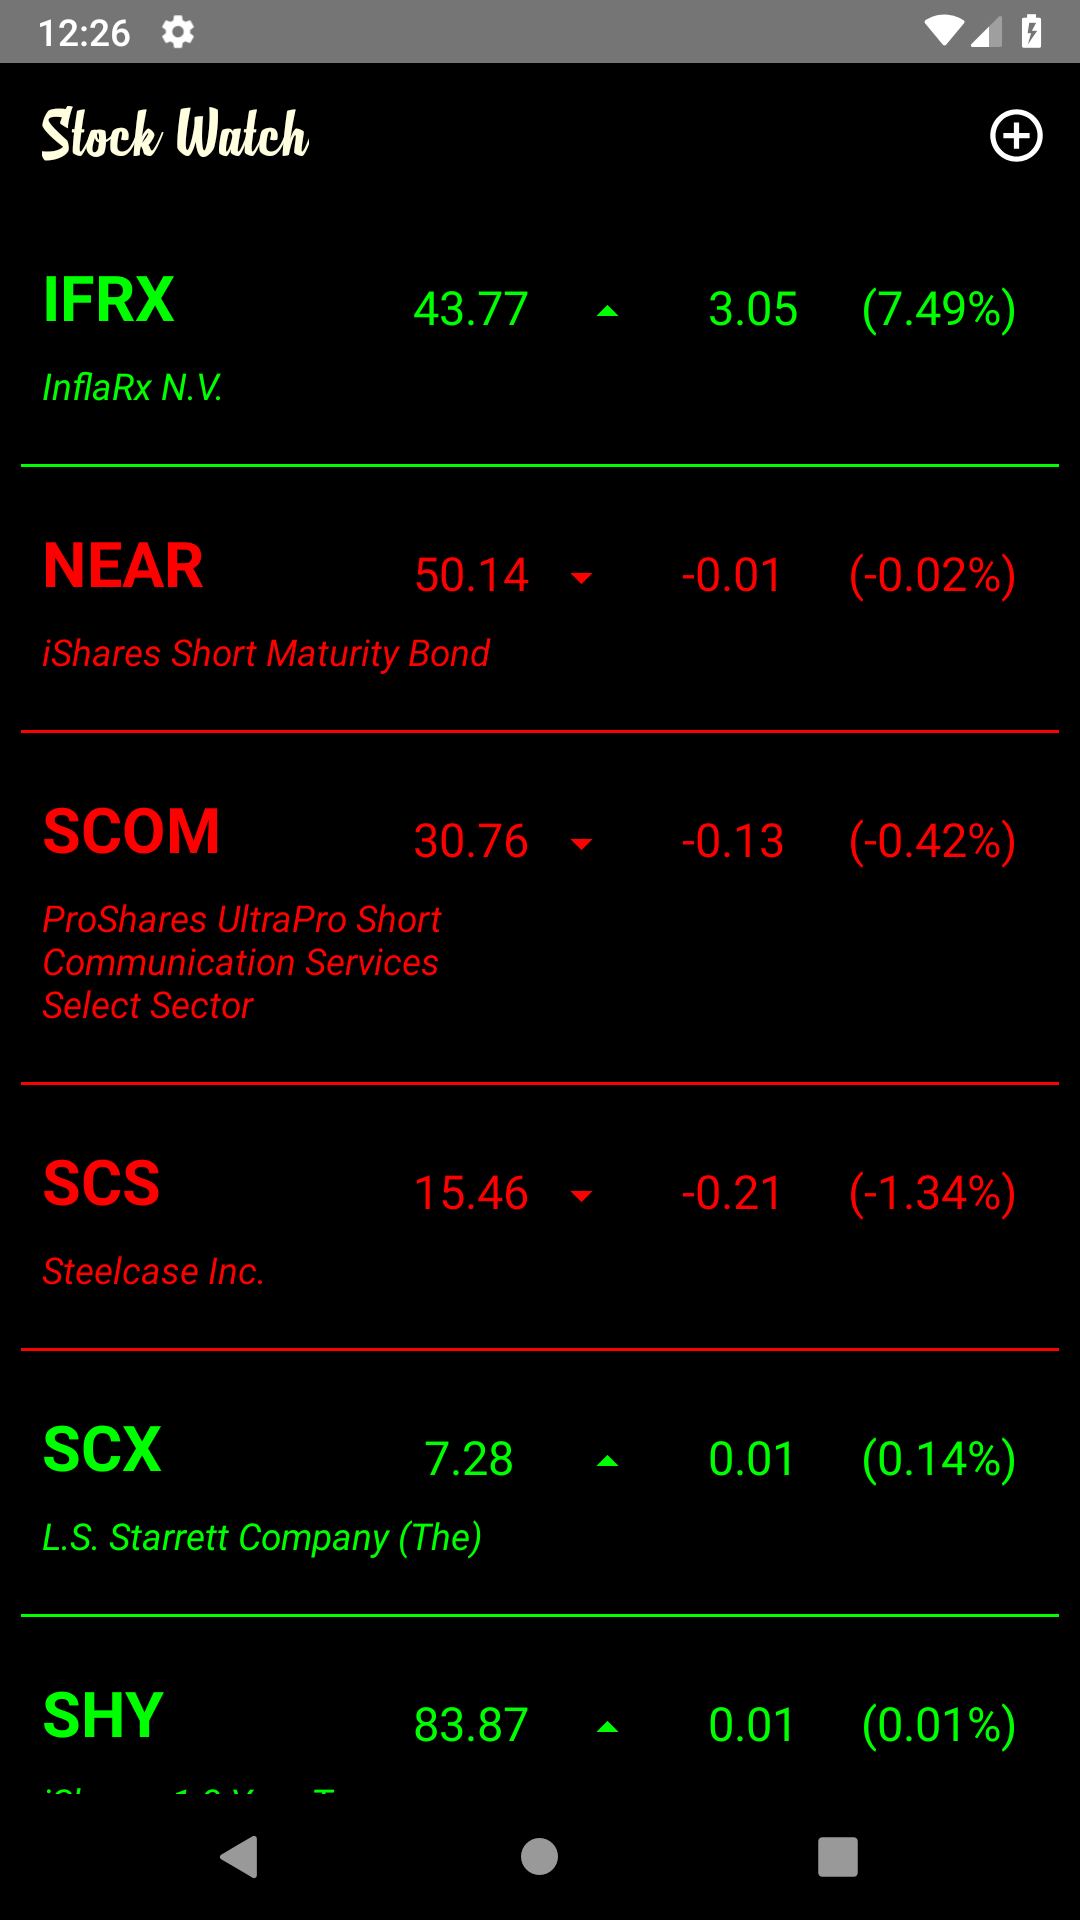 12:26
Stock Watch
IFRX 43.77 3.05 (7.49%)
InflaRx N.V.
NEAR 50.14 -0.01 (-0.02%)
iShares Short Maturity Bond
SCOM 30.76 -0.13 (-0.42%)
ProShares UltraPro Short
Communication Services
Select Sector
SCS 15.46 -0.21 (-1.34%)
Steelcase Inc.
SCX 7.28 0.01 (0.14%)
L.S. Starrett Company (The)
SHY 83.87 0.01 (0.01%)